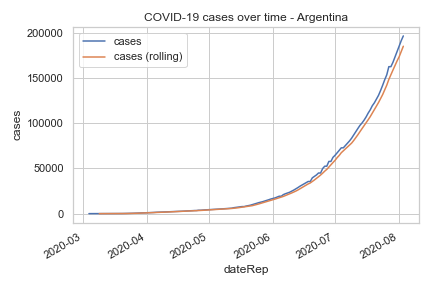 COVID-19 cases over time - Argentina
cases
cases (rolling)
200000
150000
100000
50000
0
cases
2020-03
2020-04
2020-05
2020-06
2020-07
2020-08
dateRep